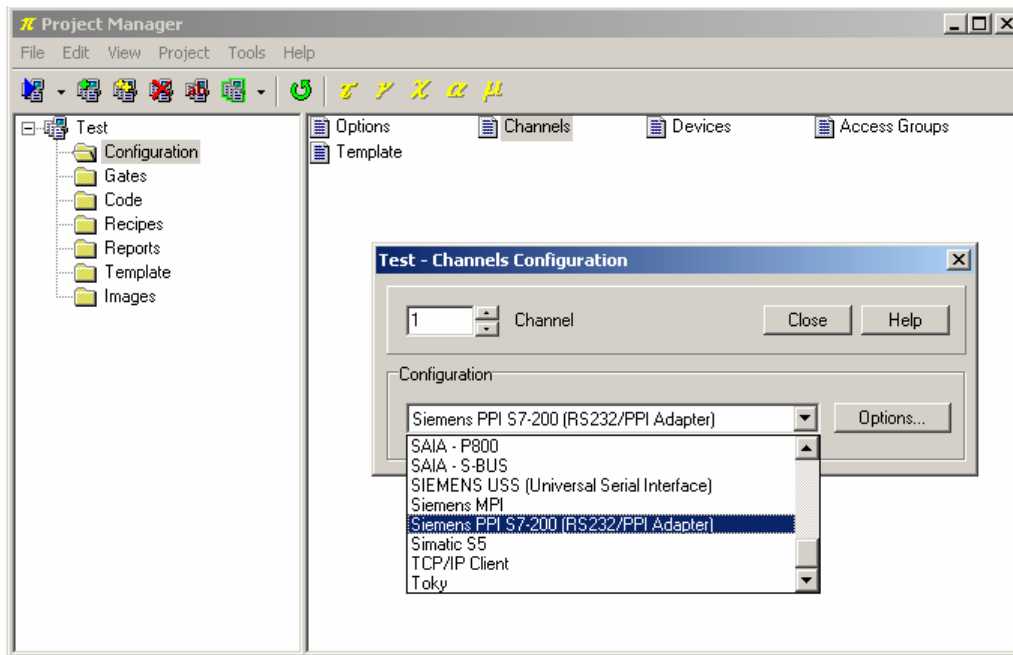 π Project Manager
File Edit View Project Tools Help
ab τ γ χ α μ
Test
Configuration
Gates
Code
Recipes
Reports
Template
Images
Options Channels Devices Access Groups
Template
Test - Channels Configuration
1 Channel Close Help
Configuration
Siemens PPI S7-200 (RS232/PPI Adapter) Options...
SAIA - P800
SAIA - S-BUS
SIEMENS USS (Universal Serial Interface)
Siemens MPI
Siemens PPI S7-200 (RS232/PPI Adapter)
Simatic S5
TCP/IP Client
Toky